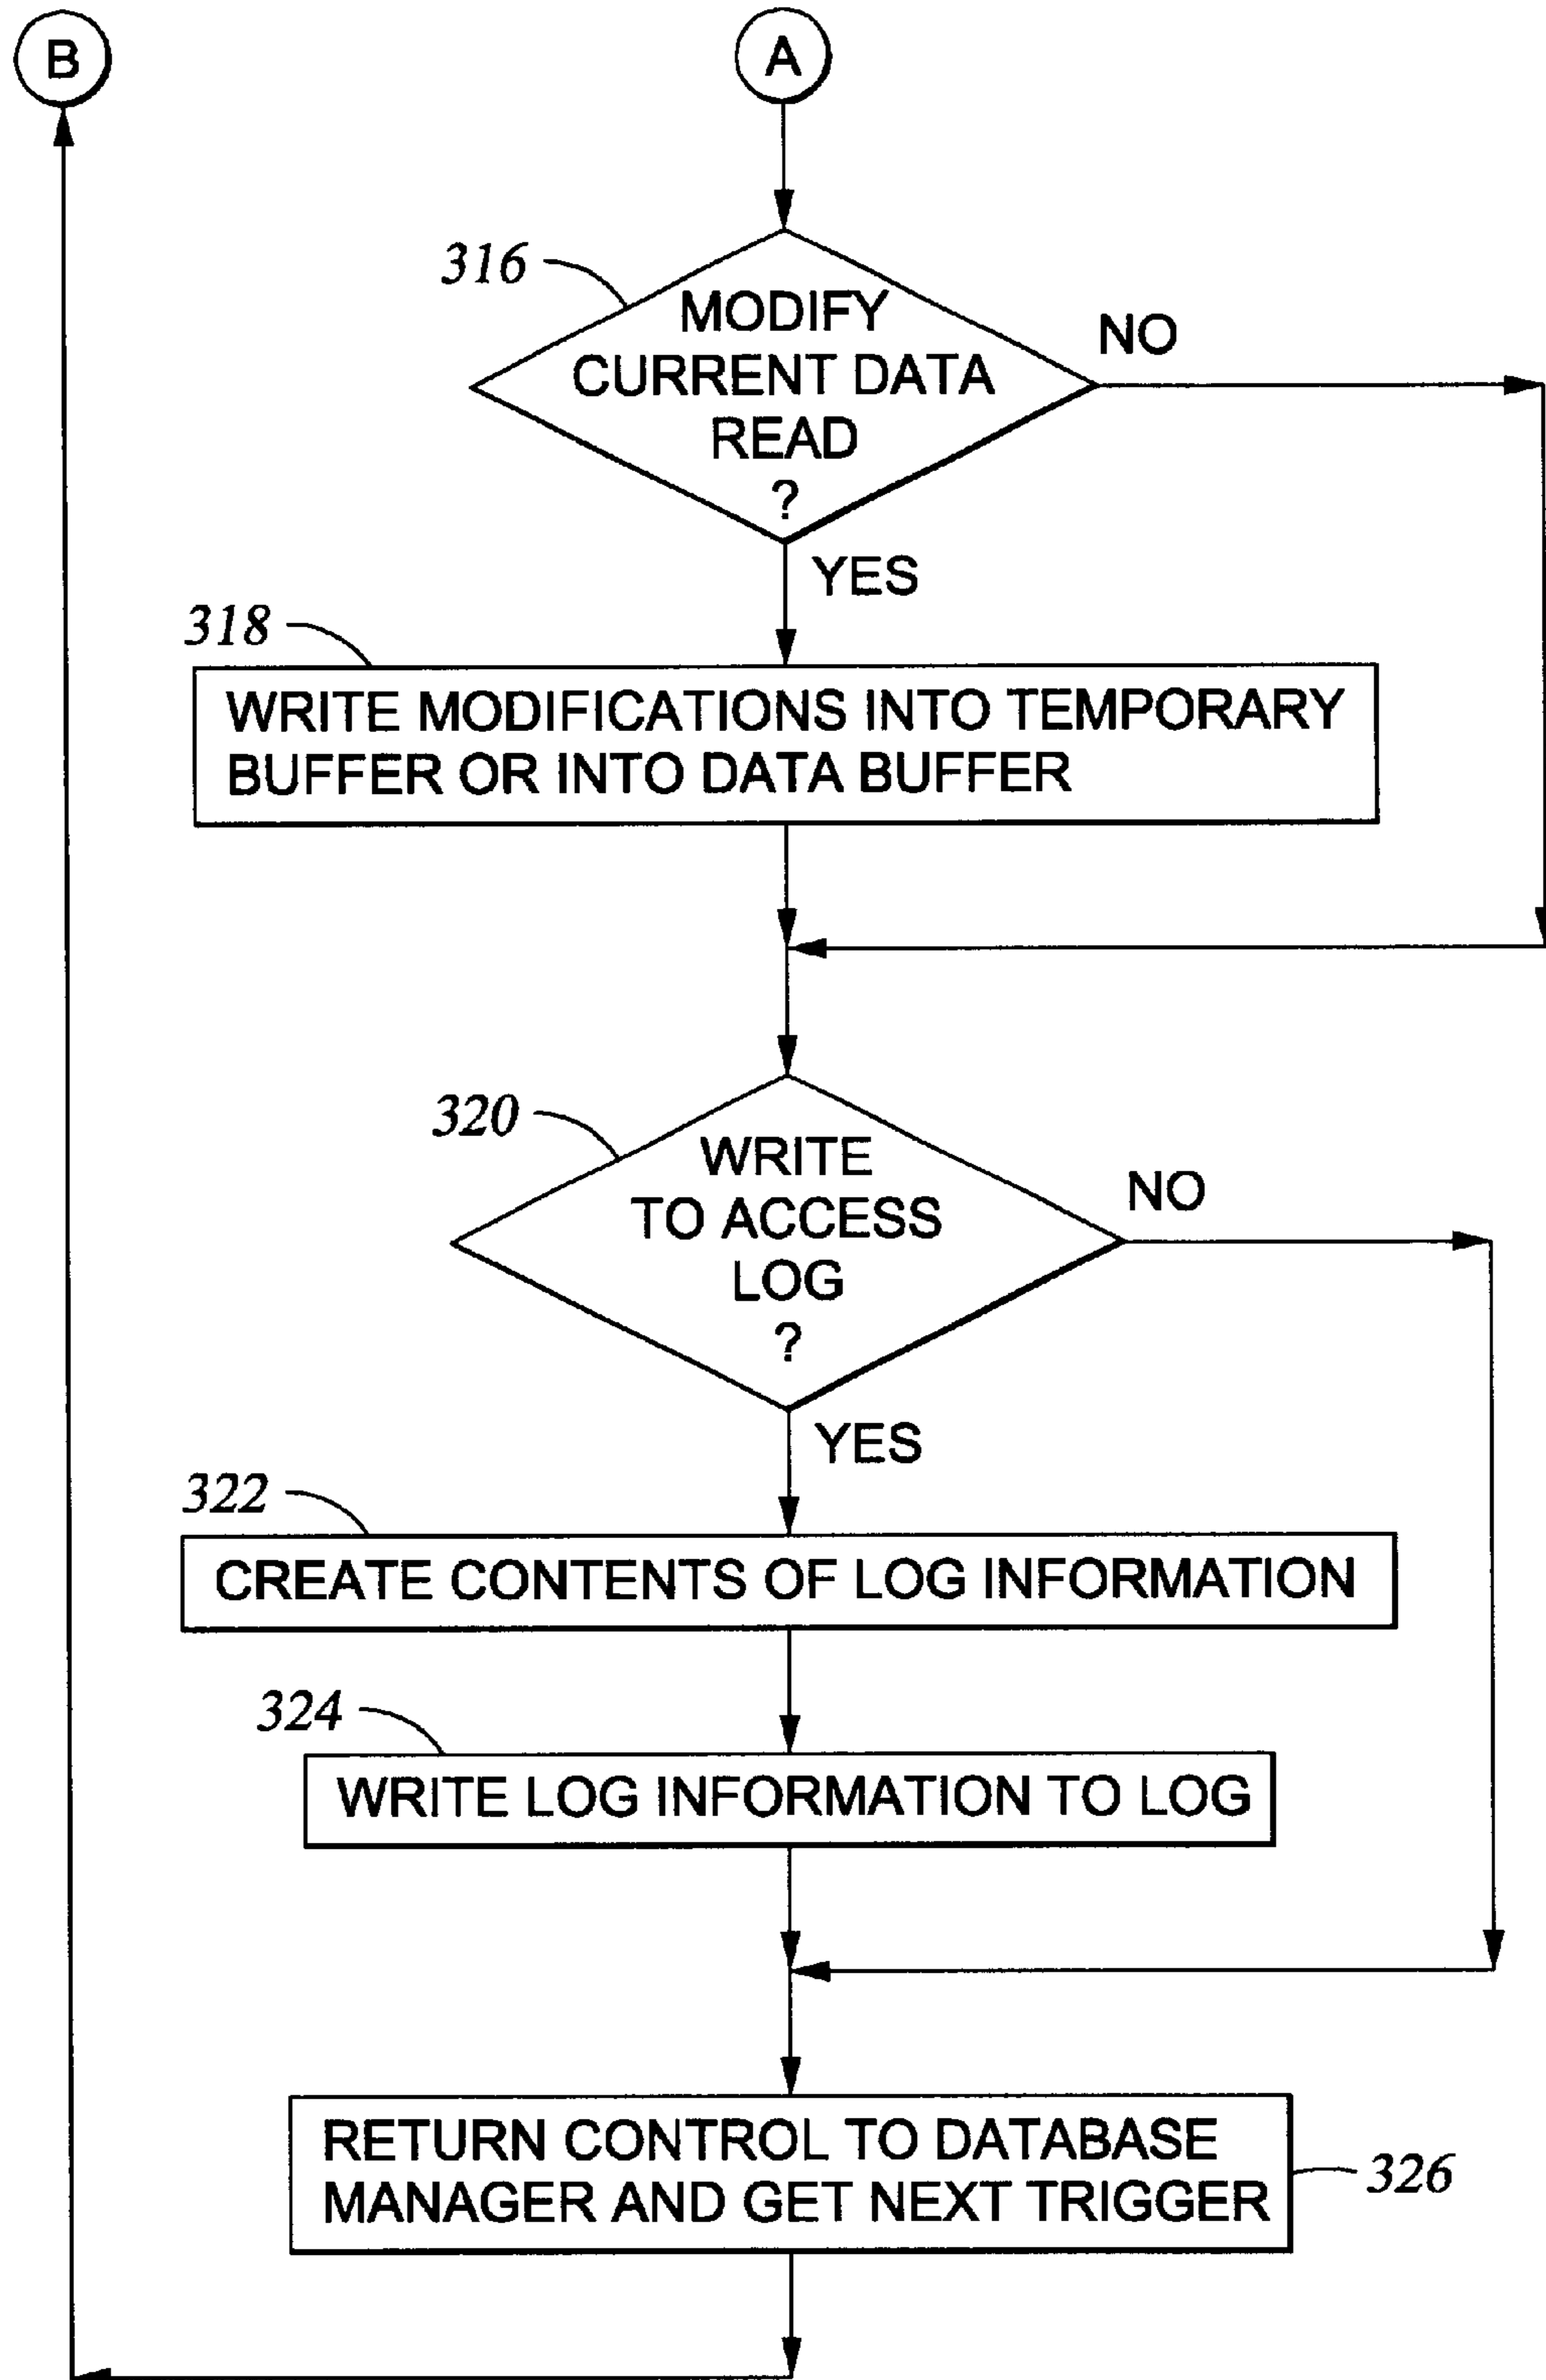 B
A
316
MODIFY
CURRENT DATA
READ
?
NO
YES
318
WRITE MODIFICATIONS INTO TEMPORARY
BUFFER OR INTO DATA BUFFER
320
WRITE
TO ACCESS
LOG
?
NO
YES
322
CREATE CONTENTS OF LOG INFORMATION
324
WRITE LOG INFORMATION TO LOG
RETURN CONTROL TO DATABASE
MANAGER AND GET NEXT TRIGGER
326